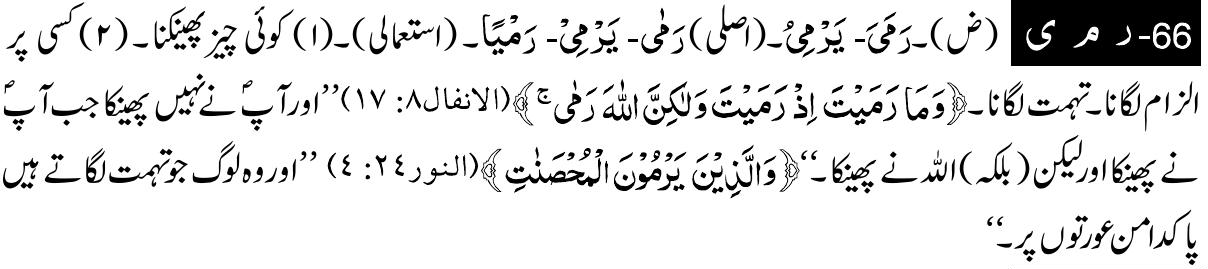 66- ر م ی (ض)۔ رَمَیَ- یَرْمِیُ۔ (اصلی) رَمٰی- یَرْمِیْ- رَمْیًا۔ (استعمالی)۔ (۱) کوئی چیز پھینکنا۔ (۲) کسی پر
الزام لگانا۔ تہمت لگانا۔ ﴿وَمَا رَمَیْتَ اِذْ رَمَیْتَ وَلٰکِنَّ اللّٰهَ رَمٰی ج﴾ (الانفال۸: ۱۷) ’’اور آپؐ نے نہیں پھینکا جب آپؐ
نے پھینکا اور لیکن (بلکہ) اللہ نے پھینکا۔‘‘ ﴿وَالَّذِیْنَ یَرْمُوْنَ الْمُحْصَنٰتِ﴾ (النور۲٤: ٤) ’’اور وہ لوگ جو تہمت لگاتے ہیں
پاکدامن عورتوں پر۔‘‘